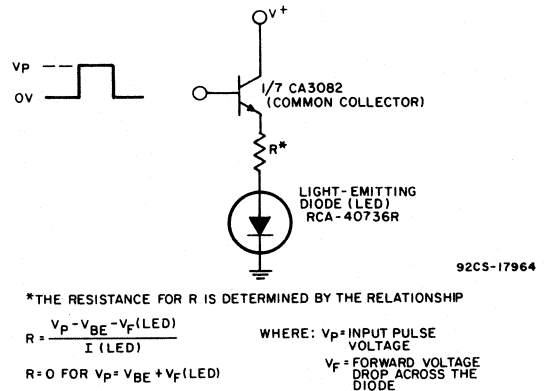 V+
VP
0V
1/7 CA3082
(COMMON COLLECTOR)
R*
LIGHT-EMITTING
DIODE (LED)
RCA-40736R
92CS-17964
*THE RESISTANCE FOR R IS DETERMINED BY THE RELATIONSHIP
R = VP-VBE-VF(LED) / I (LED)
R=0 FOR VP= VBE+VF(LED)
WHERE: VP=INPUT PULSE
VOLTAGE
VF=FORWARD VOLTAGE
DROP ACROSS THE
DIODE